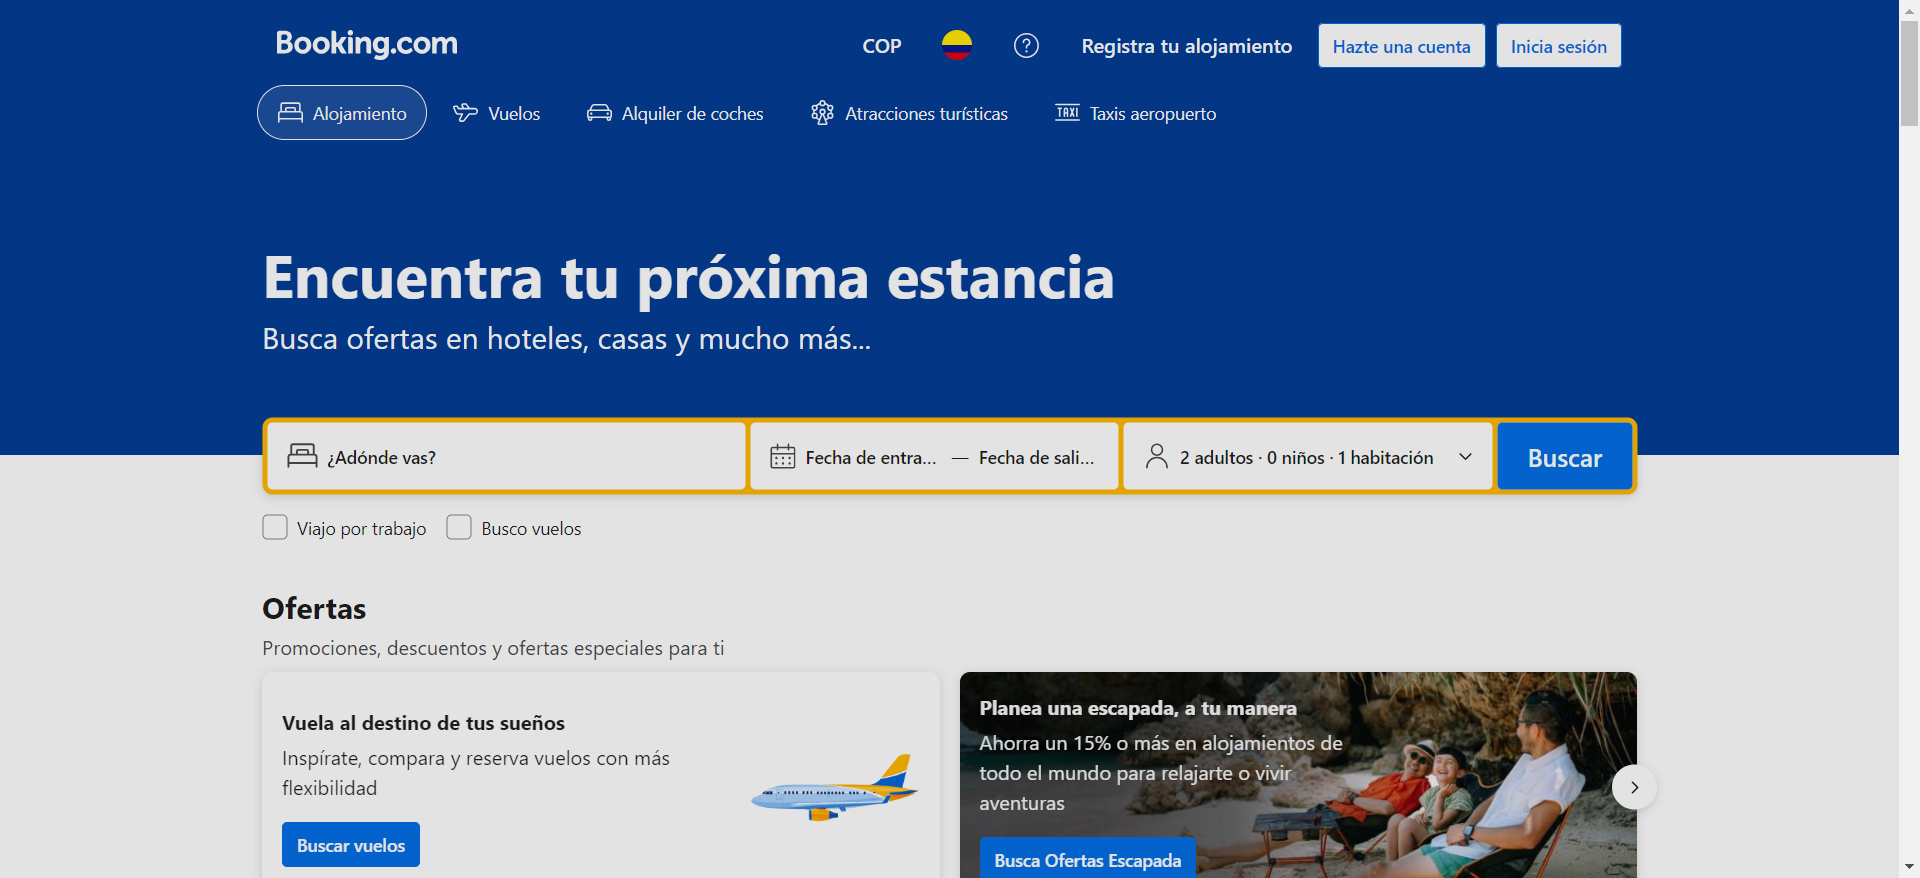 Booking.com
COP
Registra tu alojamiento
Hazte una cuenta
Inicia sesión
Alojamiento
Vuelos
Alquiler de coches
Atracciones turísticas
TAXI
Taxis aeropuerto
Encuentra tu próxima estancia
Busca ofertas en hoteles, casas y mucho más...
¿Adónde vas?
Fecha de entra... — Fecha de sali...
2 adultos · 0 niños · 1 habitación
Buscar
Viajo por trabajo
Busco vuelos
Ofertas
Promociones, descuentos y ofertas especiales para ti
Vuela al destino de tus sueños
Inspírate, compara y reserva vuelos con más
flexibilidad
Buscar vuelos
Planea una escapada, a tu manera
Ahorra un 15% o más en alojamientos de
todo el mundo para relajarte o vivir
aventuras
Busca Ofertas Escapada